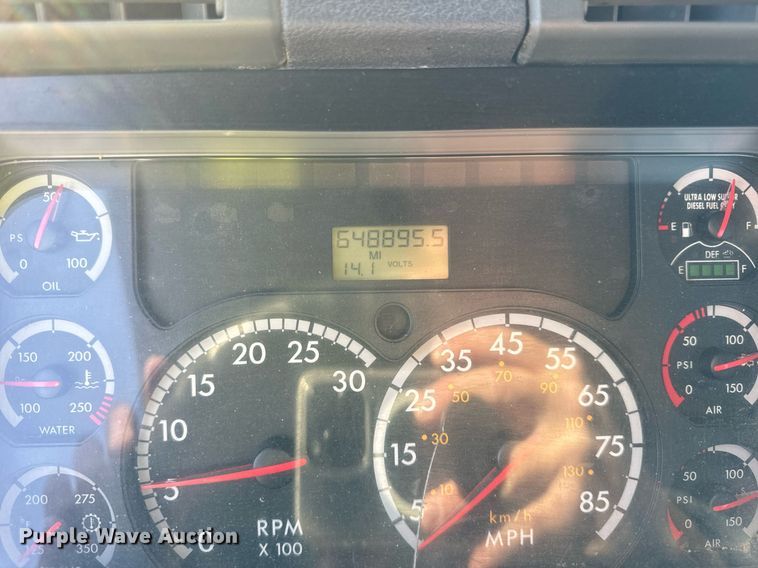 50
PS
0 100
OIL
648895.5
MI
14.1 VOLTS
ULTRA LOW SULFUR
DIESEL FUEL ONLY
E F
DEF
E F
150 200
100 250
WATER
0 5 10 15 20 25 30
RPM
X 100
5 15 25 35 45 55 65 75 85
10 30 50 70 90 110 130
km/h
MPH
50 100
PSI
0 150
AIR
200 275
125 350
50 100
PSI
0 150
AIR
Purple Wave Auction